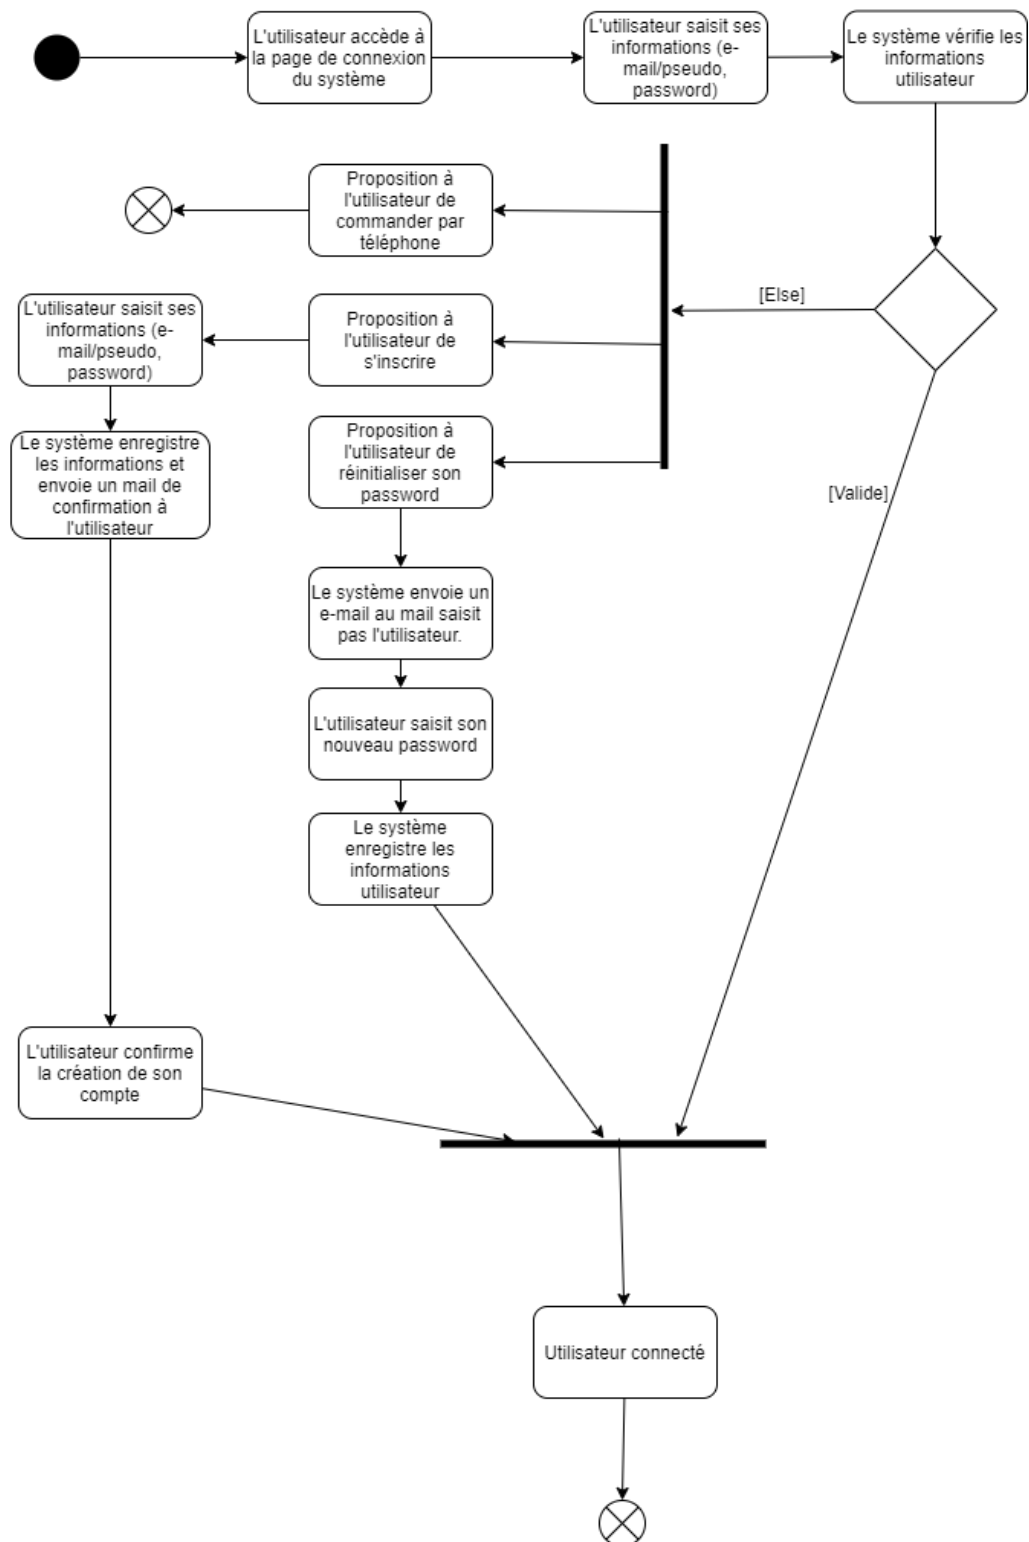 L'utilisateur accède à
la page de connexion
du système
L'utilisateur saisit ses
informations (e-
mail/pseudo,
password)
Le système vérifie les
informations
utilisateur
Proposition à
l'utilisateur de
commander par
téléphone
[Else]
L'utilisateur saisit ses
informations (e-
mail/pseudo,
password)
Proposition à
l'utilisateur de
s'inscrire
Le système enregistre
les informations et
envoie un mail de
confirmation à
l'utilisateur
Proposition à
l'utilisateur de
réinitialiser son
password
[Valide]
Le système envoie un
e-mail au mail saisit
pas l'utilisateur.
L'utilisateur saisit son
nouveau password
Le système
enregistre les
informations
utilisateur
L'utilisateur confirme
la création de son
compte
Utilisateur connecté